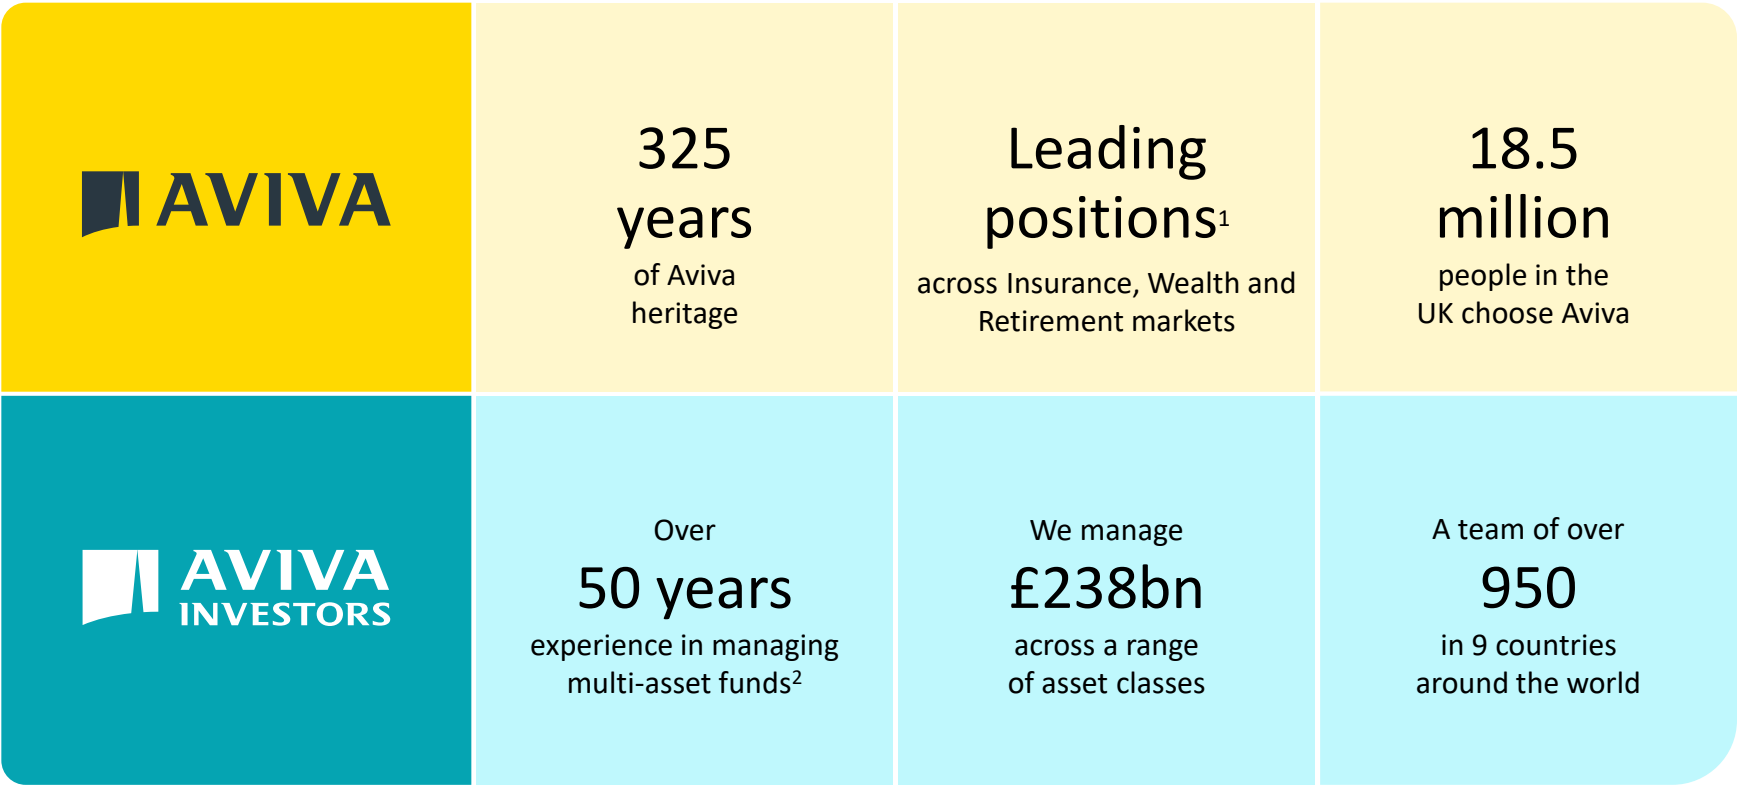 AVIVA
325
years
of Aviva
heritage
Leading
positions¹
across Insurance, Wealth and
Retirement markets
18.5
million
people in the
UK choose Aviva
AVIVA
INVESTORS
Over
50 years
experience in managing
multi-asset funds²
We manage
£238bn
across a range
of asset classes
A team of over
950
in 9 countries
around the world